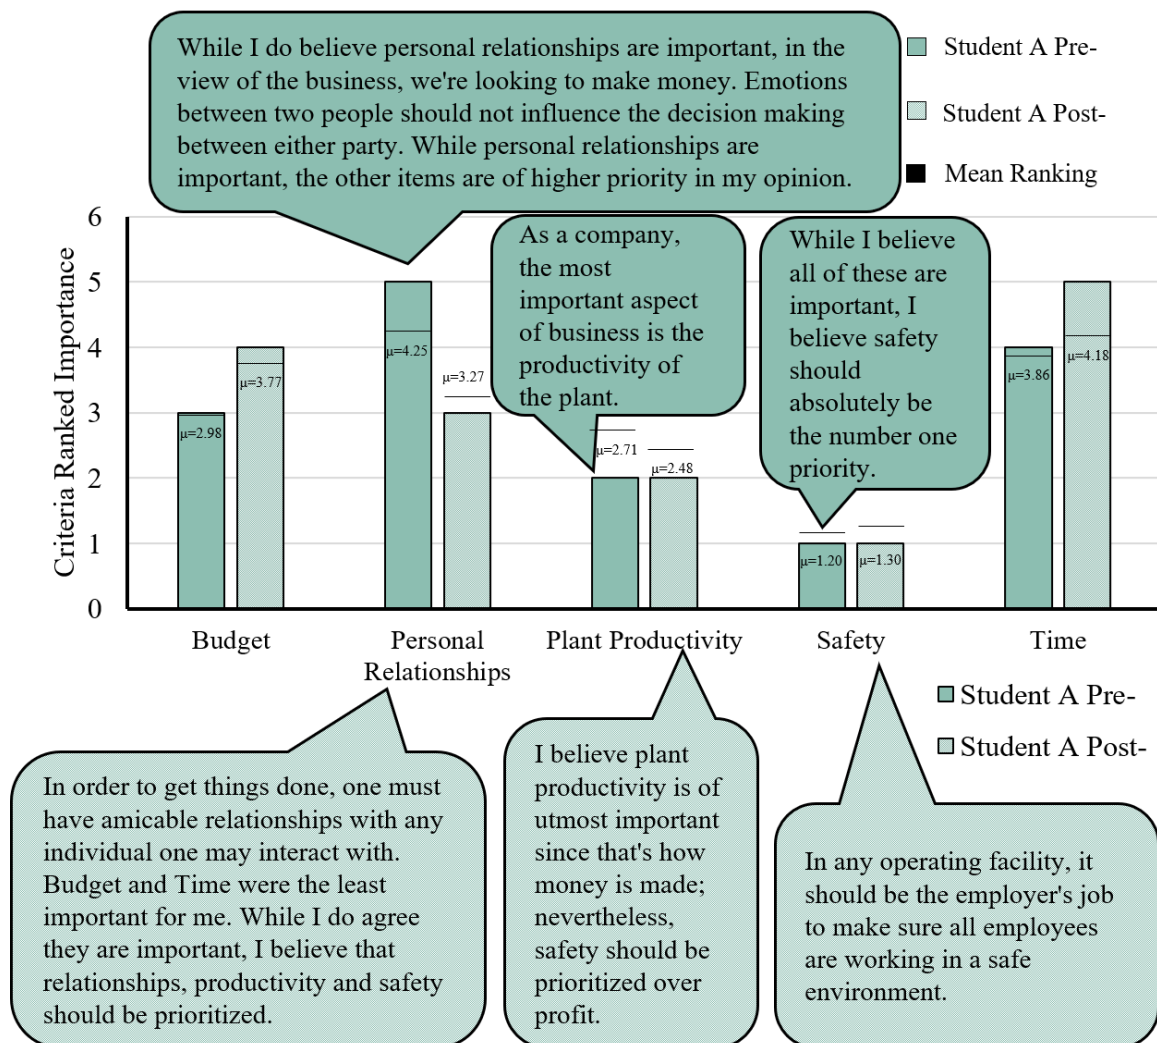 While I do believe personal relationships are important, in the
view of the business, we're looking to make money. Emotions
between two people should not influence the decision making
between either party. While personal relationships are
important, the other items are of higher priority in my opinion.
Student A Pre-
Student A Post-
Mean Ranking
As a company,
the most
important aspect
of business is the
productivity of
the plant.
While I believe
all of these are
important, I
believe safety
should
absolutely be
the number one
priority.
Criteria Ranked Importance
6
5
4
3
2
1
0
μ=2.98
μ=3.77
μ=4.25
μ=3.27
μ=2.71
μ=2.48
μ=1.20
μ=1.30
μ=3.86
μ=4.18
Budget
Personal
Relationships
Plant Productivity
Safety
Time
Student A Pre-
Student A Post-
In order to get things done, one must
have amicable relationships with any
individual one may interact with.
Budget and Time were the least
important for me. While I do agree
they are important, I believe that
relationships, productivity and safety
should be prioritized.
I believe plant
productivity is of
utmost important
since that's how
money is made;
nevertheless,
safety should be
prioritized over
profit.
In any operating facility, it
should be the employer's job
to make sure all employees
are working in a safe
environment.